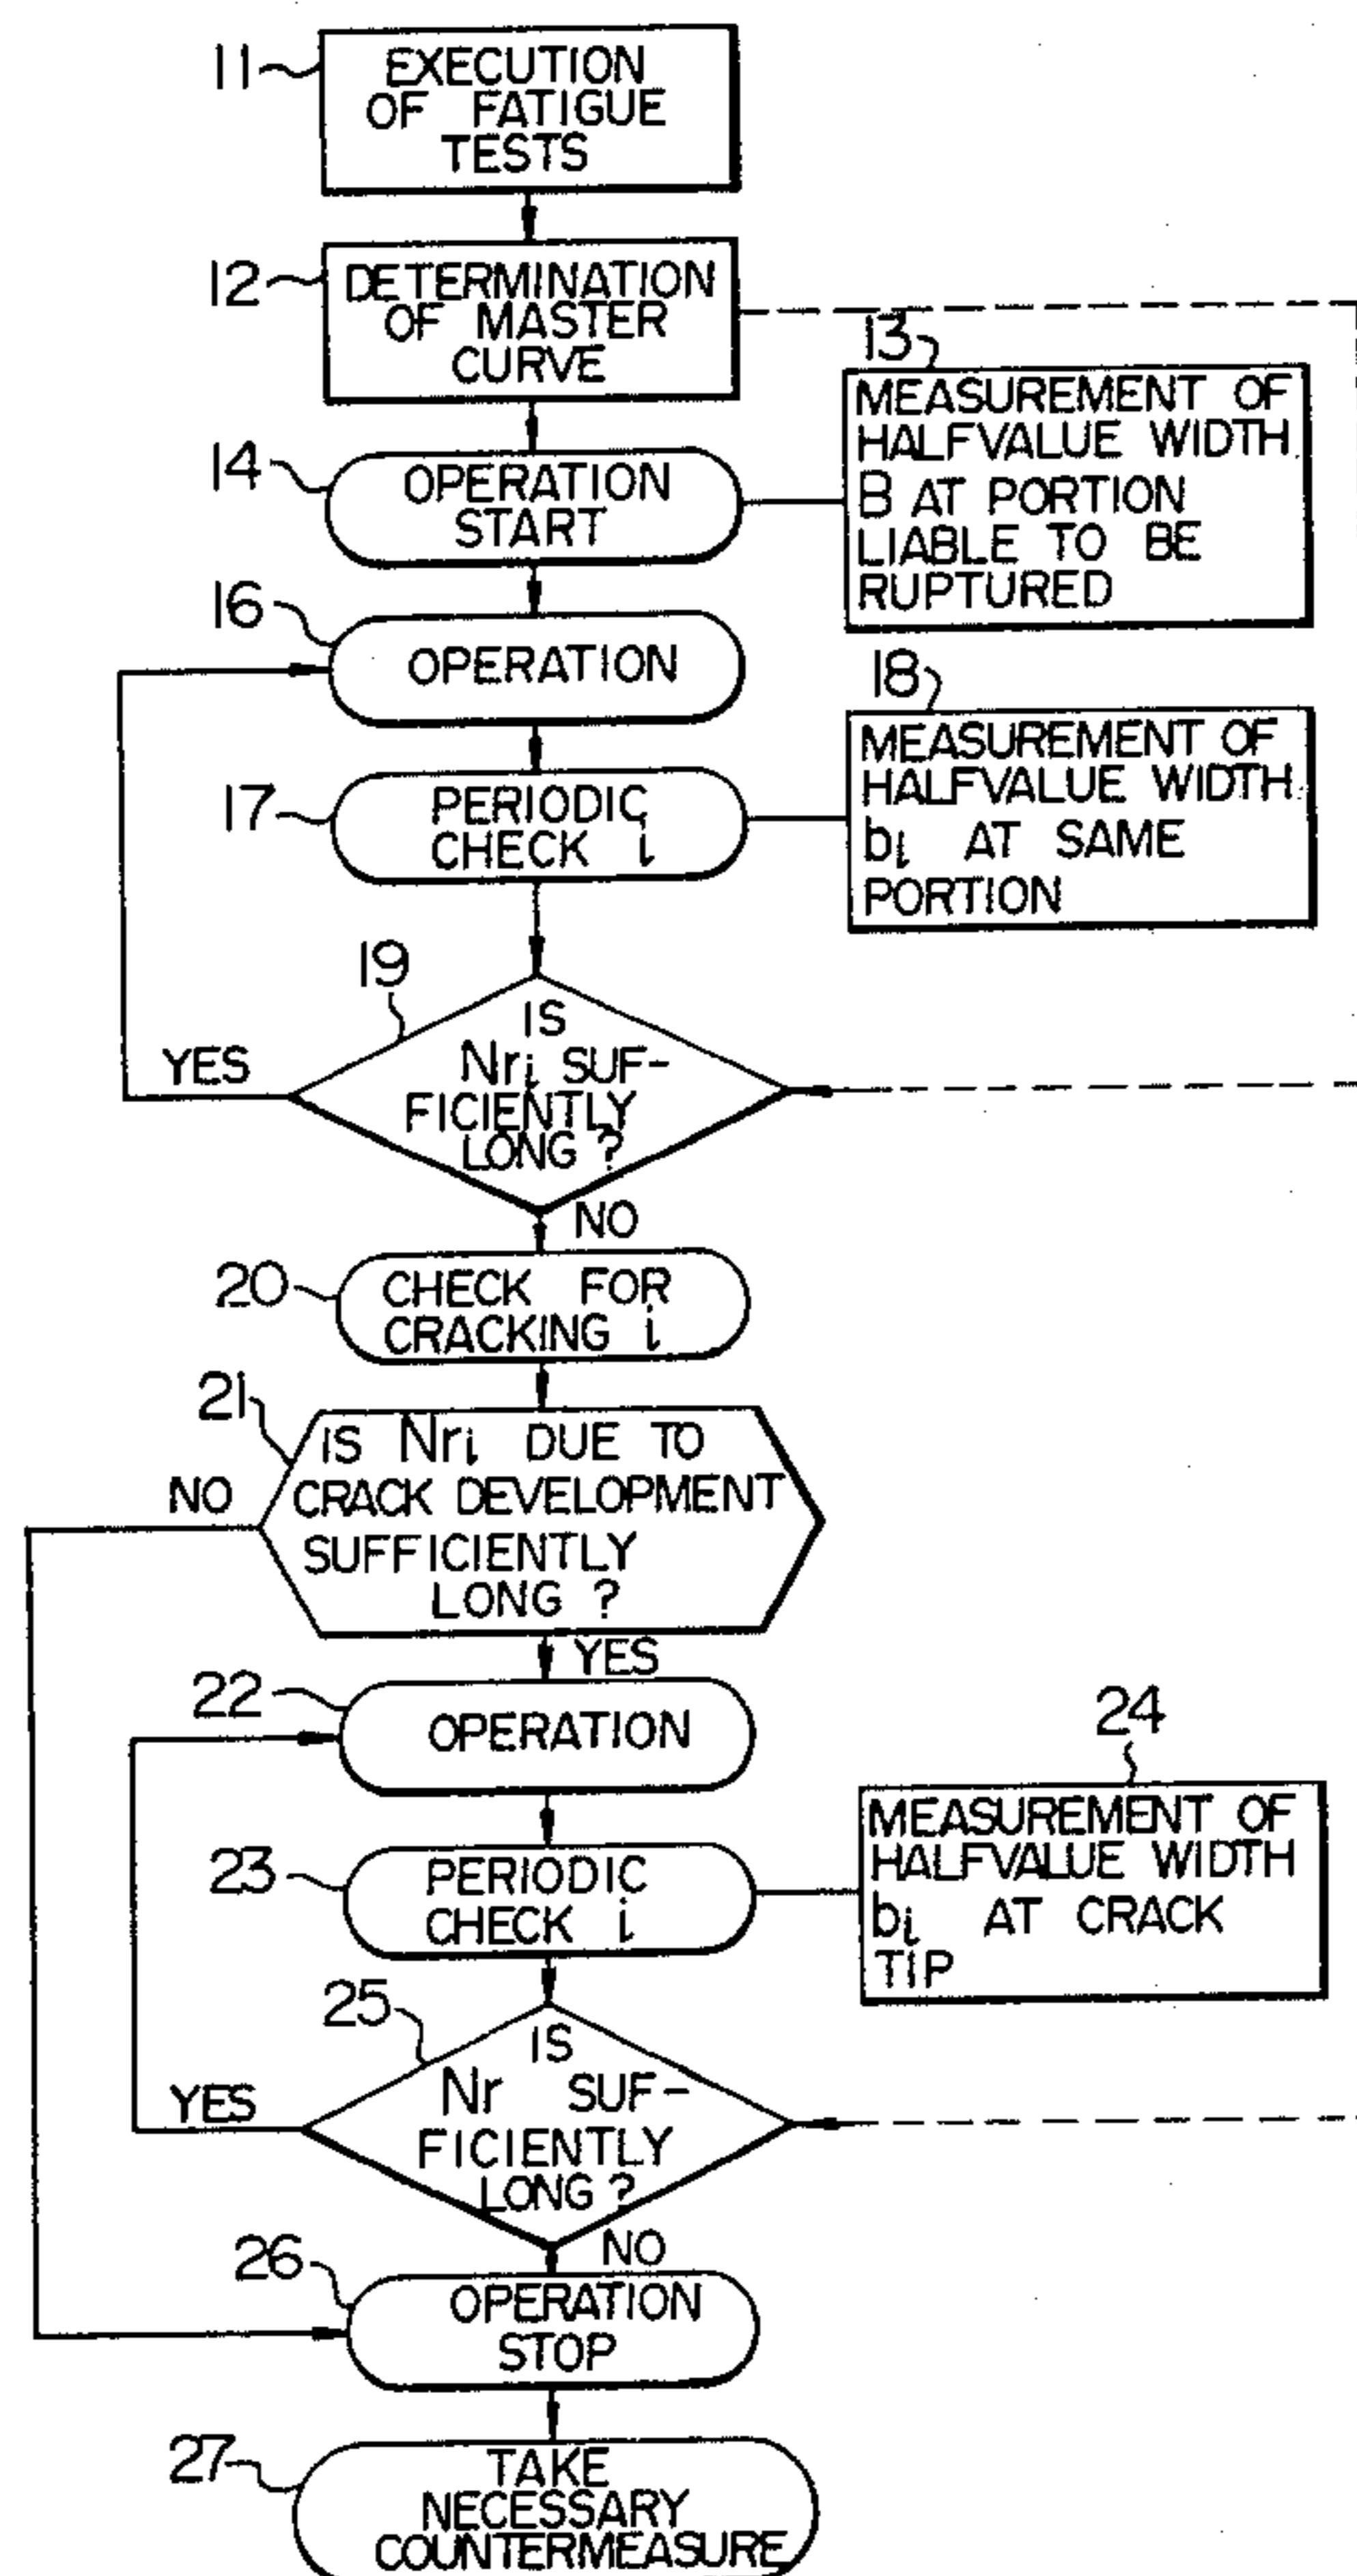 11
EXECUTION
OF FATIGUE
TESTS
12
DETERMINATION
OF MASTER
CURVE
13
MEASUREMENT OF
HALFVALUE WIDTH
B AT PORTION
LIABLE TO BE
RUPTURED
14
OPERATION
START
16
OPERATION
17
PERIODIC
CHECK i
18
MEASUREMENT OF
HALFVALUE WIDTH
bi AT SAME
PORTION
19
IS
Nri SUF-
FICIENTLY
LONG ?
YES
NO
20
CHECK FOR
CRACKING i
21
IS Nri DUE TO
CRACK DEVELOPMENT
SUFFICIENTLY
LONG ?
NO
YES
22
OPERATION
23
PERIODIC
CHECK i
24
MEASUREMENT OF
HALFVALUE WIDTH
bi AT CRACK
TIP
25
IS
Nr SUF-
FICIENTLY
LONG ?
YES
NO
26
OPERATION
STOP
27
TAKE
NECESSARY
COUNTERMEASURE